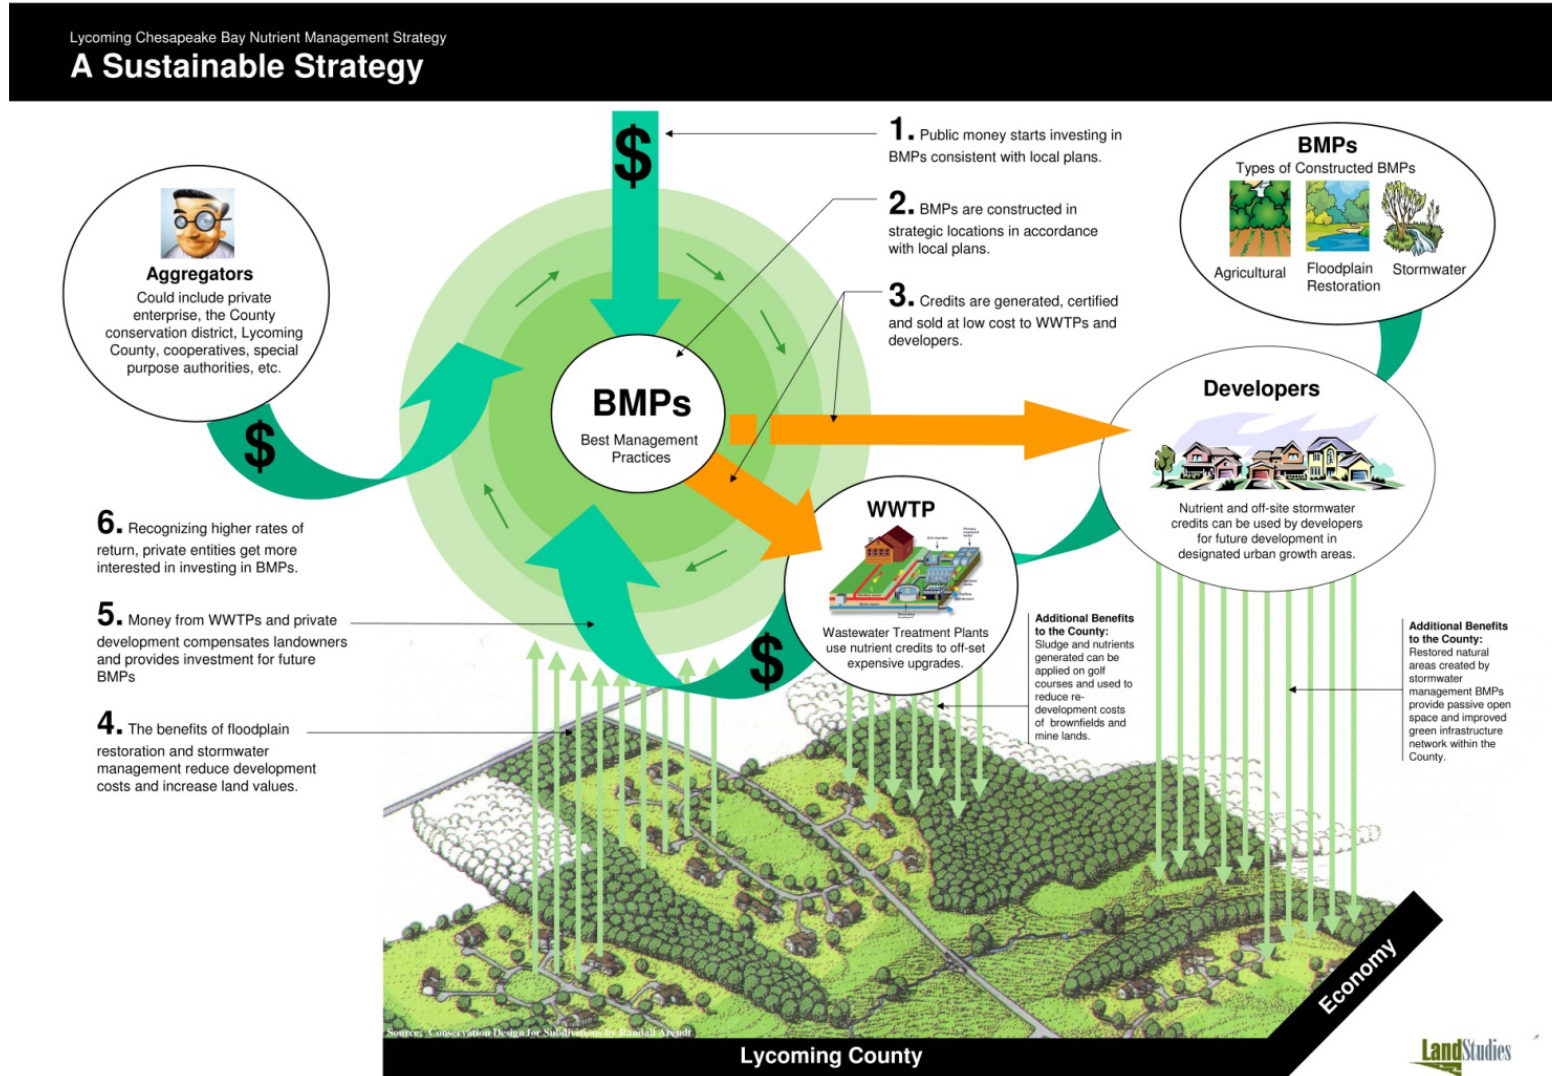 Lycoming Chesapeake Bay Nutrient Management Strategy
A Sustainable Strategy
$
1. Public money starts investing in
BMPs consistent with local plans.
2. BMPs are constructed in
strategic locations in accordance
with local plans.
3. Credits are generated, certified
and sold at low cost to WWTPs and
developers.
BMPs
Types of Constructed BMPs
Agricultural
Floodplain
Restoration
Stormwater
Aggregators
Could include private
enterprise, the County
conservation district, Lycoming
County, cooperatives, special
purpose authorities, etc.
$
BMPs
Best Management
Practices
Developers
Nutrient and off-site stormwater
credits can be used by developers
for future development in
designated urban growth areas.
WWTP
Wastewater Treatment Plants
use nutrient credits to off-set
expensive upgrades.
$
6. Recognizing higher rates of
return, private entities get more
interested in investing in BMPs.
5. Money from WWTPs and private
development compensates landowners
and provides investment for future
BMPs
4. The benefits of floodplain
restoration and stormwater
management reduce development
costs and increase land values.
Additional Benefits
to the County:
Sludge and nutrients
generated can be
applied on golf
courses and used to
reduce re-
development costs
of brownfields and
mine lands.
Additional Benefits
to the County:
Restored natural
areas created by
stormwater
management BMPs
provide passive open
space and improved
green infrastructure
network within the
County.
Source: Conservation Design for Subdivisions by Randall Arendt
Lycoming County
Economy
LandStudies